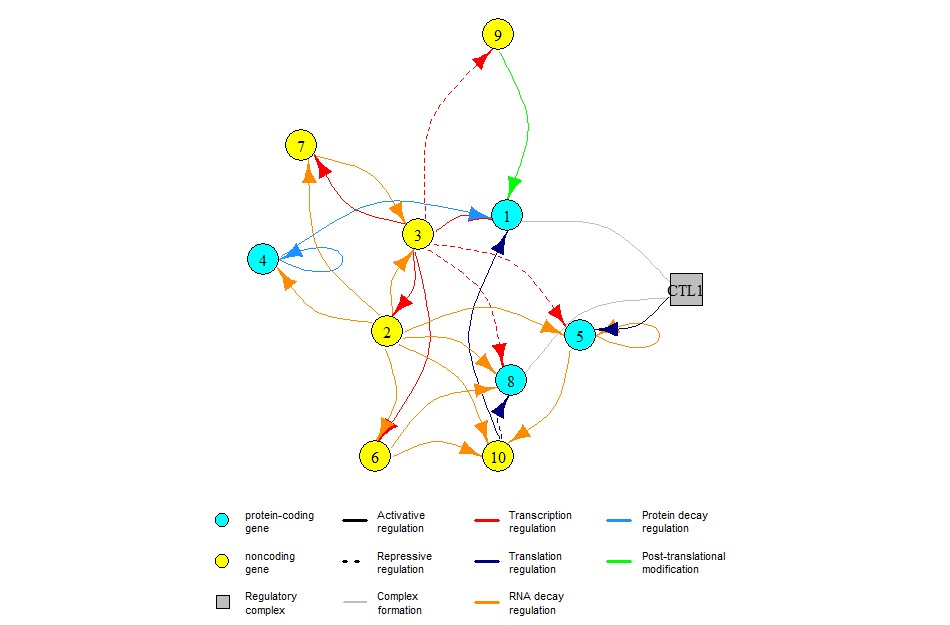 9
7
1
3
4
CTL1
2
5
8
6
10
protein-coding gene
Activative regulation
Transcription regulation
Protein decay regulation
noncoding gene
Repressive regulation
Translation regulation
Post-translational modification
Regulatory complex
Complex formation
RNA decay regulation